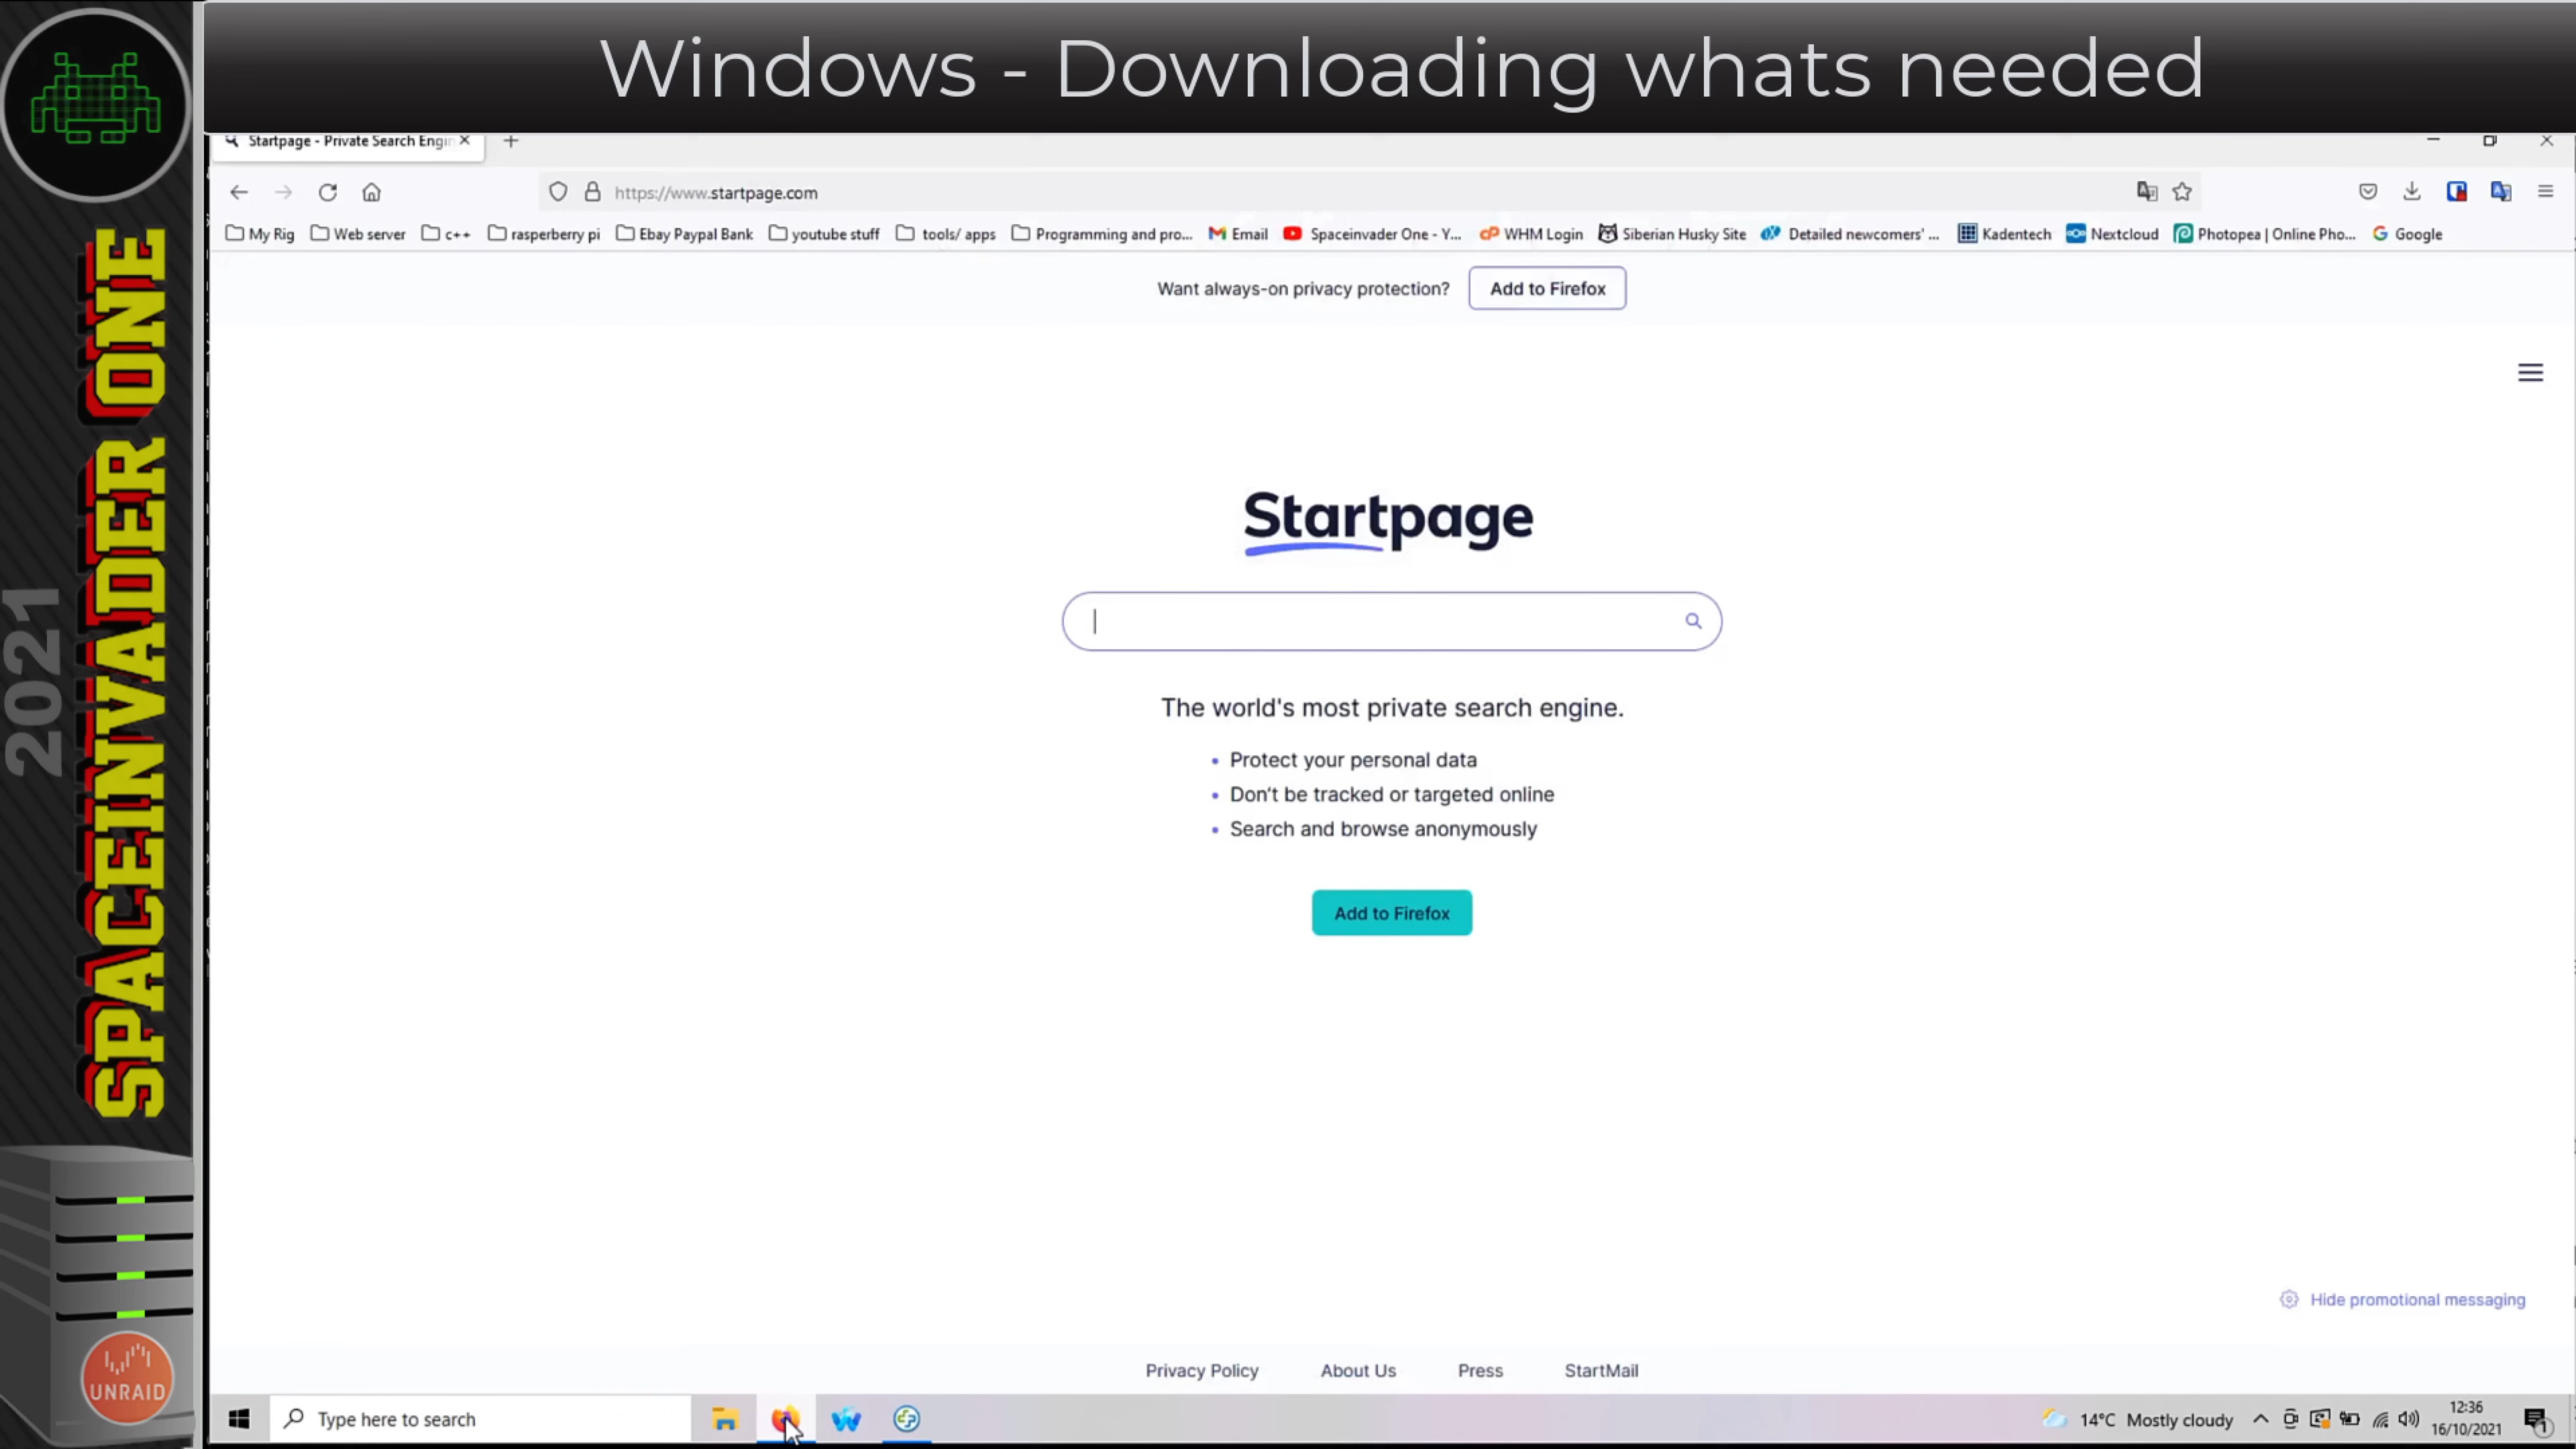 Windows - Downloading whats needed
SPACEINVADER ONE
2021
UNRAID
Startpage - Private Search Engin
https://www.startpage.com
My Rig Web server c++ rasperberry pi Ebay Paypal Bank youtube stuff tools/ apps Programming and pro... Email Spaceinvader One - Y... cP WHM Login Siberian Husky Site Detailed newcomers' ... Kadentech Nextcloud Photopea | Online Pho... Google
Want always-on privacy protection? Add to Firefox
Startpage
The world's most private search engine.
• Protect your personal data
• Don't be tracked or targeted online
• Search and browse anonymously
Add to Firefox
Hide promotional messaging
Privacy Policy About Us Press StartMail
Type here to search 14°C Mostly cloudy 12:36
16/10/2021 1